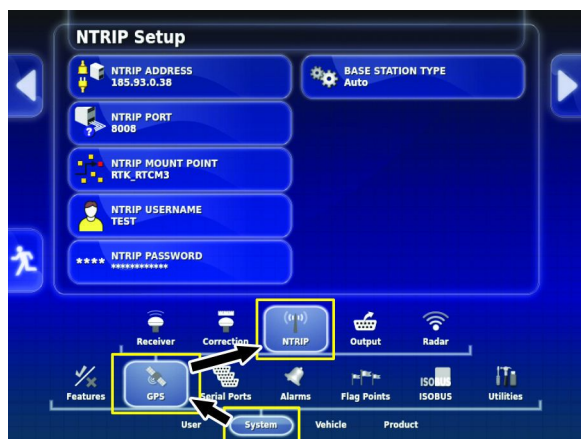 NTRIP Setup
NTRIP ADDRESS
185.93.0.38
BASE STATION TYPE
Auto
NTRIP PORT
8008
NTRIP MOUNT POINT
RTK_RTCM3
NTRIP USERNAME
TEST
**** NTRIP PASSWORD
************
Receiver Correction NTRIP Output Radar
ISOBUS
Features GPS Serial Ports Alarms Flag Points ISOBUS Utilities
User System Vehicle Product